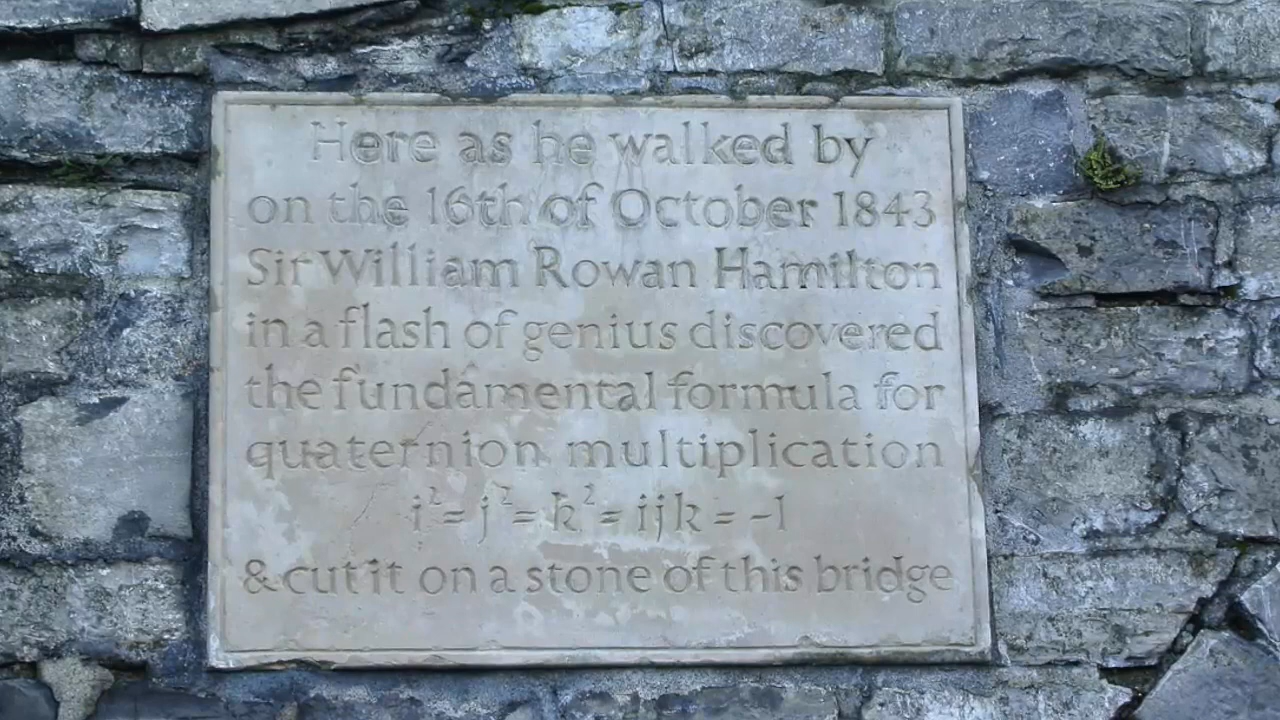 Here as he walked by
on the 16th of October 1843
Sir William Rowan Hamilton
in a flash of genius discovered
the fundamental formula for
quaternion multiplication
i² = j² = k² = ijk = -1
& cut it on a stone of this bridge